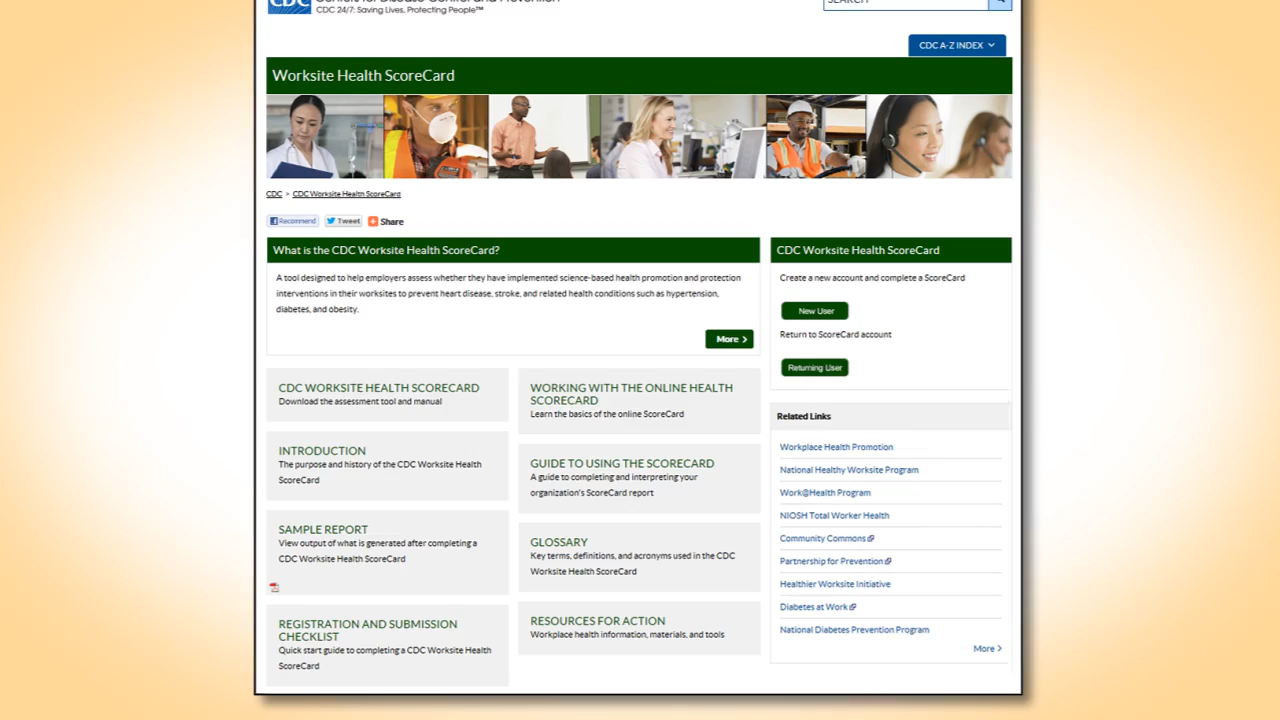 CDC Centers for Disease Control and Prevention
CDC 24/7: Saving Lives. Protecting People™
SEARCH
CDC A-Z INDEX
Worksite Health ScoreCard
CDC > CDC Worksite Health ScoreCard
Recommend Tweet Share
What is the CDC Worksite Health ScoreCard?
A tool designed to help employers assess whether they have implemented science-based health promotion and protection
interventions in their worksites to prevent heart disease, stroke, and related health conditions such as hypertension,
diabetes, and obesity.
More >
CDC WORKSITE HEALTH SCORECARD
Download the assessment tool and manual
INTRODUCTION
The purpose and history of the CDC Worksite Health
ScoreCard
SAMPLE REPORT
View output of what is generated after completing a
CDC Worksite Health ScoreCard
REGISTRATION AND SUBMISSION
CHECKLIST
Quick start guide to completing a CDC Worksite Health
ScoreCard
WORKING WITH THE ONLINE HEALTH
SCORECARD
Learn the basics of the online ScoreCard
GUIDE TO USING THE SCORECARD
A guide to completing and interpreting your
organization's ScoreCard report
GLOSSARY
Key terms, definitions, and acronyms used in the CDC
Worksite Health ScoreCard
RESOURCES FOR ACTION
Workplace health information, materials, and tools
CDC Worksite Health ScoreCard
Create a new account and complete a ScoreCard
New User
Return to ScoreCard account
Returning User
Related Links
Workplace Health Promotion
National Healthy Worksite Program
Work@Health Program
NIOSH Total Worker Health
Community Commons
Partnership for Prevention
Healthier Worksite Initiative
Diabetes at Work
National Diabetes Prevention Program
More >